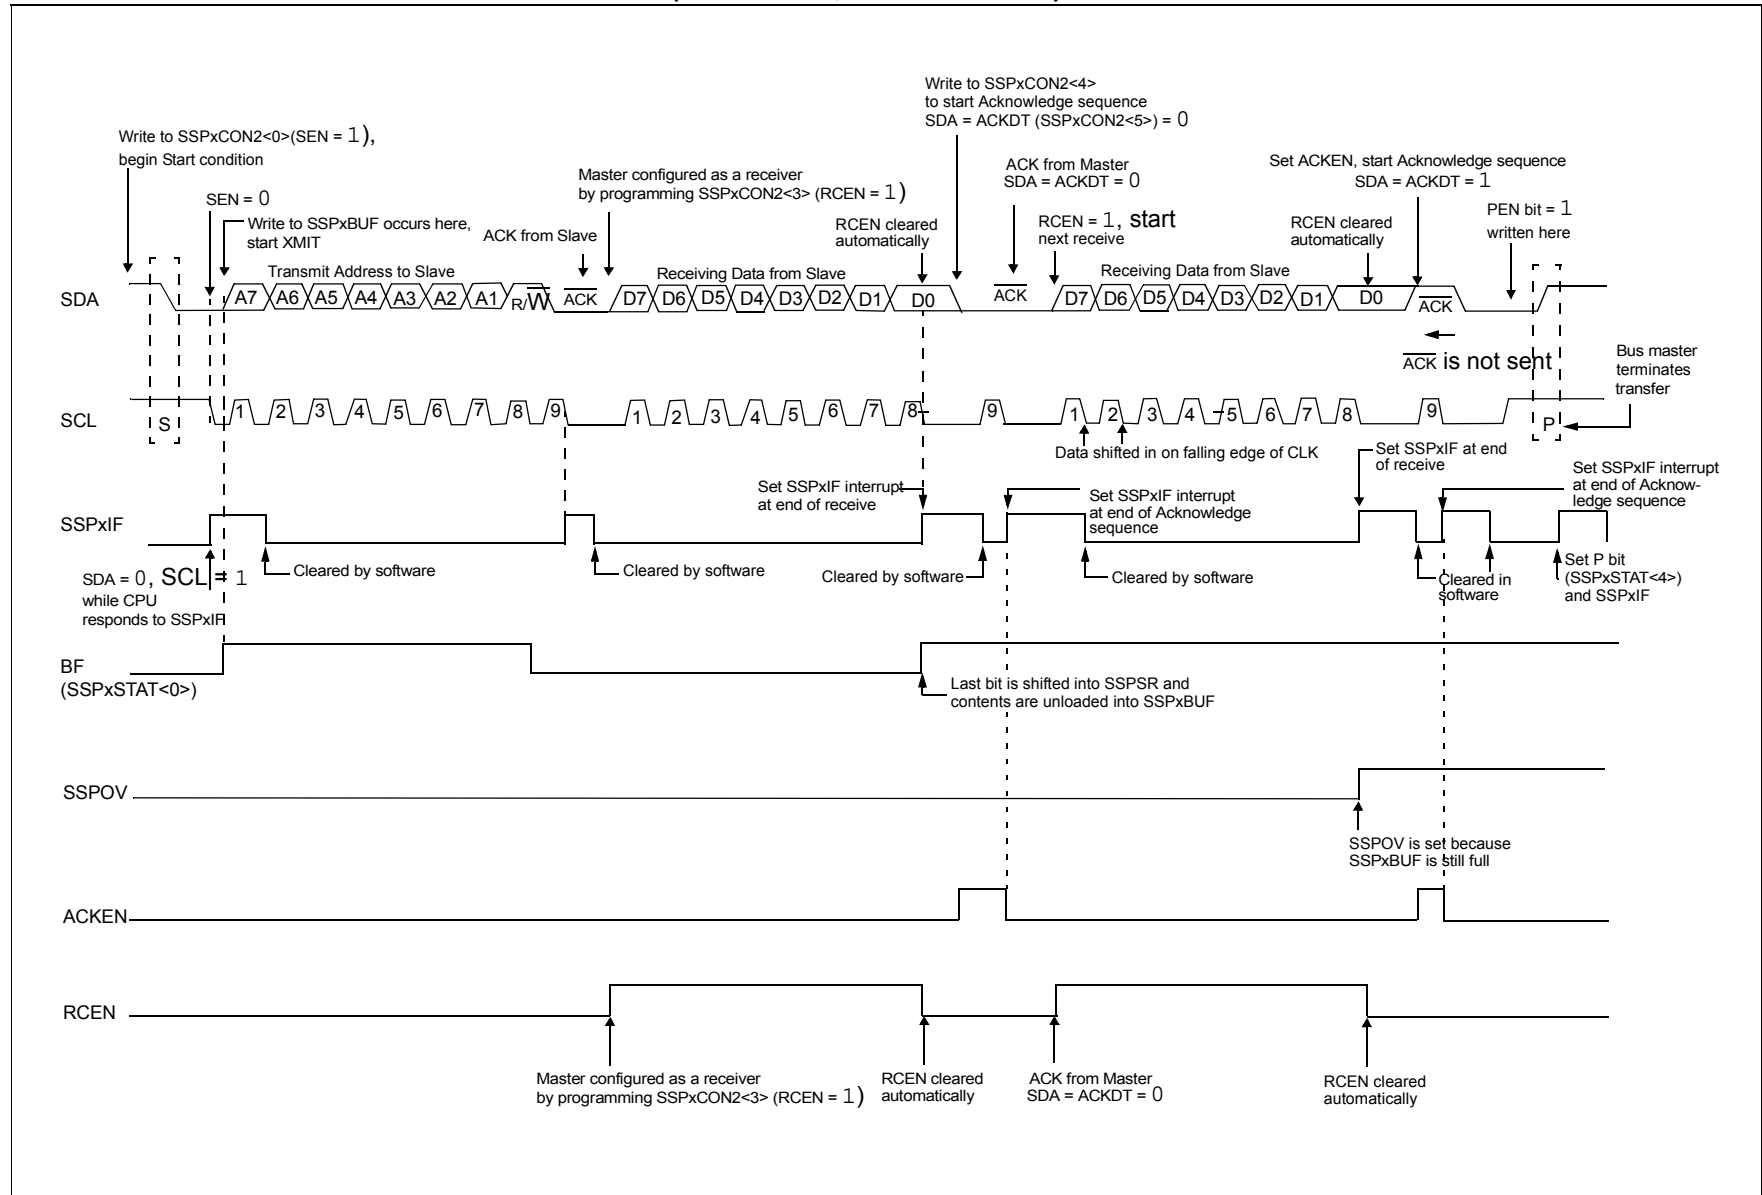 Write to SSPxCON2<4>
to start Acknowledge sequence
SDA = ACKDT (SSPxCON2<5>) = 0
Write to SSPxCON2<0>(SEN = 1),
begin Start condition
ACK from Master
SDA = ACKDT = 0
Set ACKEN, start Acknowledge sequence
SDA = ACKDT = 1
Master configured as a receiver
by programming SSPxCON2<3> (RCEN = 1)
SEN = 0
PEN bit = 1
written here
Write to SSPxBUF occurs here,
start XMIT
ACK from Slave
RCEN cleared
automatically
RCEN = 1, start
next receive
RCEN cleared
automatically
Transmit Address to Slave
Receiving Data from Slave
Receiving Data from Slave
SDA
A7 A6 A5 A4 A3 A2 A1 R/W ACK D7 D6 D5 D4 D3 D2 D1 D0 ACK D7 D6 D5 D4 D3 D2 D1 D0 ACK
ACK is not sent
Bus master
terminates
transfer
SCL
S 1 2 3 4 5 6 7 8 9 1 2 3 4 5 6 7 8 9 1 2 3 4 5 6 7 8 9 P
Data shifted in on falling edge of CLK
Set SSPxIF at end
of receive
Set SSPxIF interrupt
at end of Acknow-
ledge sequence
Set SSPxIF interrupt
at end of receive
Set SSPxIF interrupt
at end of Acknowledge
sequence
SSPxIF
Cleared by software
Cleared by software
Cleared by software
Cleared by software
Cleared in
software
Set P bit
(SSPxSTAT<4>)
and SSPxIF
SDA = 0, SCL = 1
while CPU
responds to SSPxIF
BF
(SSPxSTAT<0>)
Last bit is shifted into SSPSR and
contents are unloaded into SSPxBUF
SSPOV
SSPOV is set because
SSPxBUF is still full
ACKEN
RCEN
Master configured as a receiver
by programming SSPxCON2<3> (RCEN = 1)
RCEN cleared
automatically
ACK from Master
SDA = ACKDT = 0
RCEN cleared
automatically